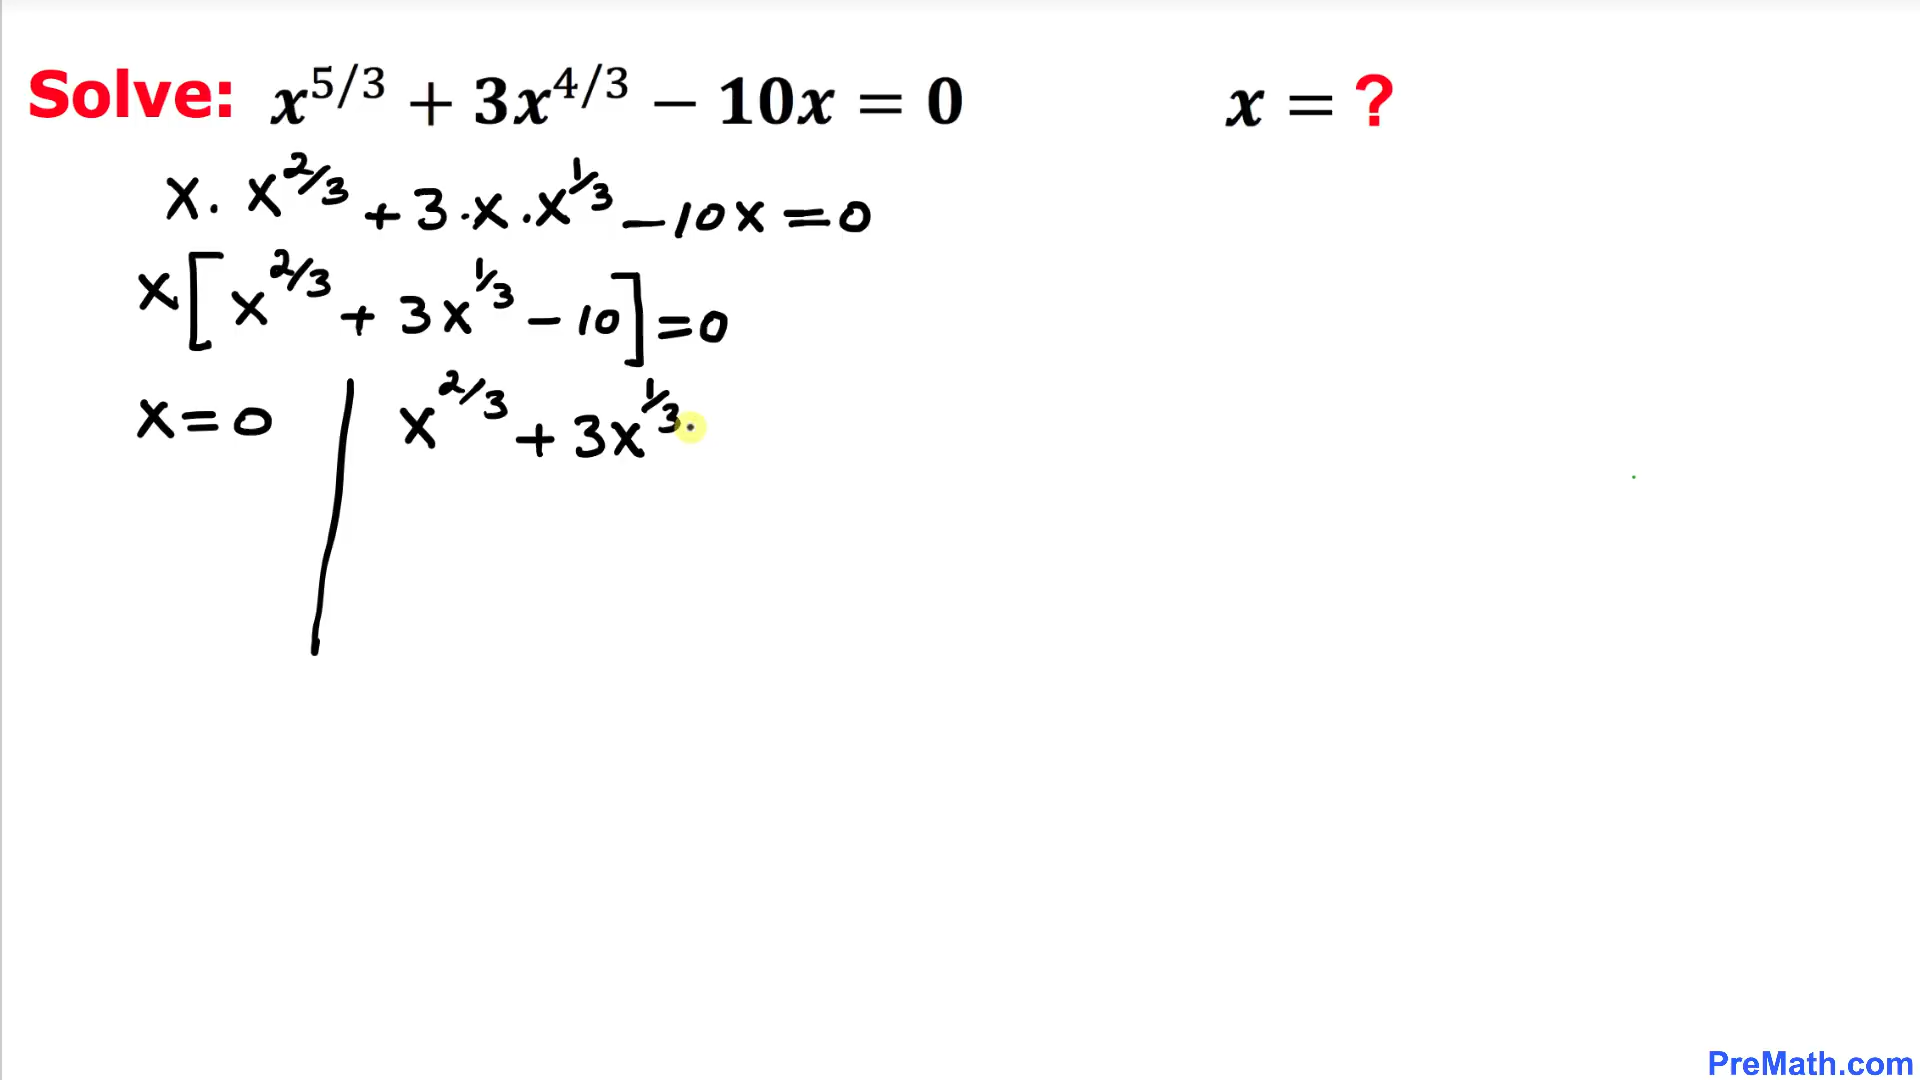 Solve: x^{5/3} + 3x^{4/3} − 10x = 0 x = ?
x · x^{2/3} + 3 · x · x^{1/3} − 10x = 0
x[x^{2/3} + 3x^{1/3} − 10] = 0
x = 0 | x^{2/3} + 3x^{1/3}
PreMath.com